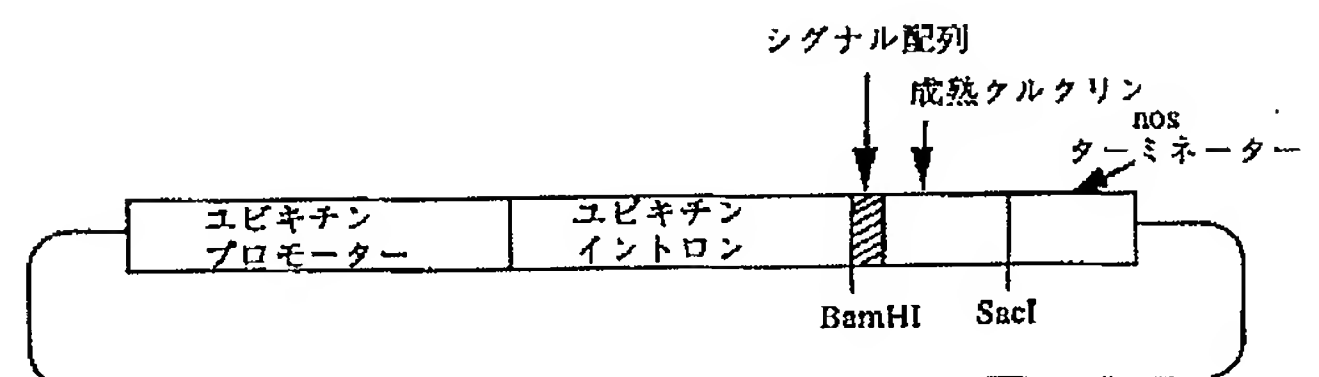 シグナル配列
成熟クルクリン
nos
ターミネーター
ユビキチン
プロモーター
ユビキチン
イントロン
BamHI
SacI